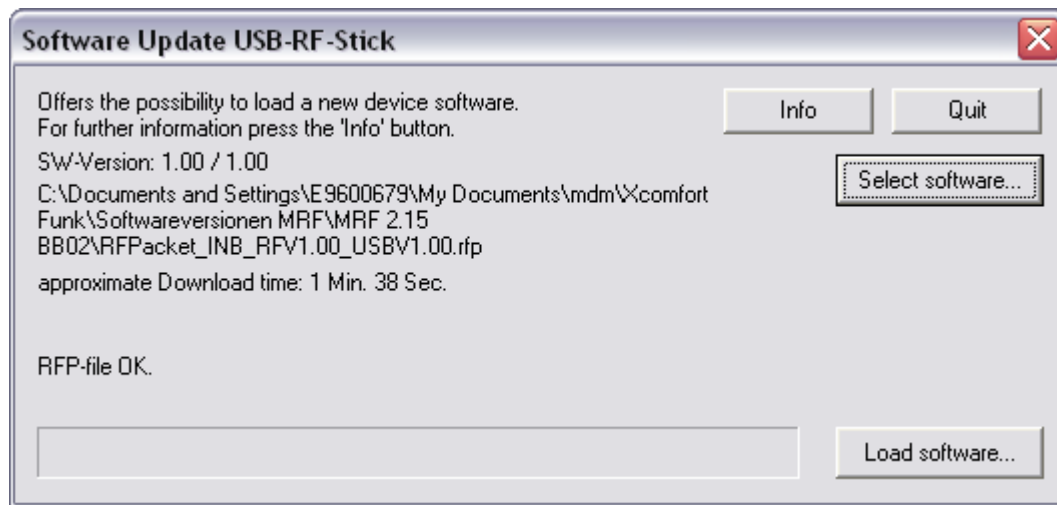 Software Update USB-RF-Stick
Offers the possibility to load a new device software.
For further information press the 'Info' button.
Info
Quit
SW-Version: 1.00 / 1.00
Select software...
C:\Documents and Settings\E9600679\My Documents\mdm\Xcomfort
Funk\Softwareversionen MRF\MRF 2.15
BB02\RFPacket_INB_RFV1.00_USBV1.00.rfp
approximate Download time: 1 Min. 38 Sec.
RFP-file OK.
Load software...